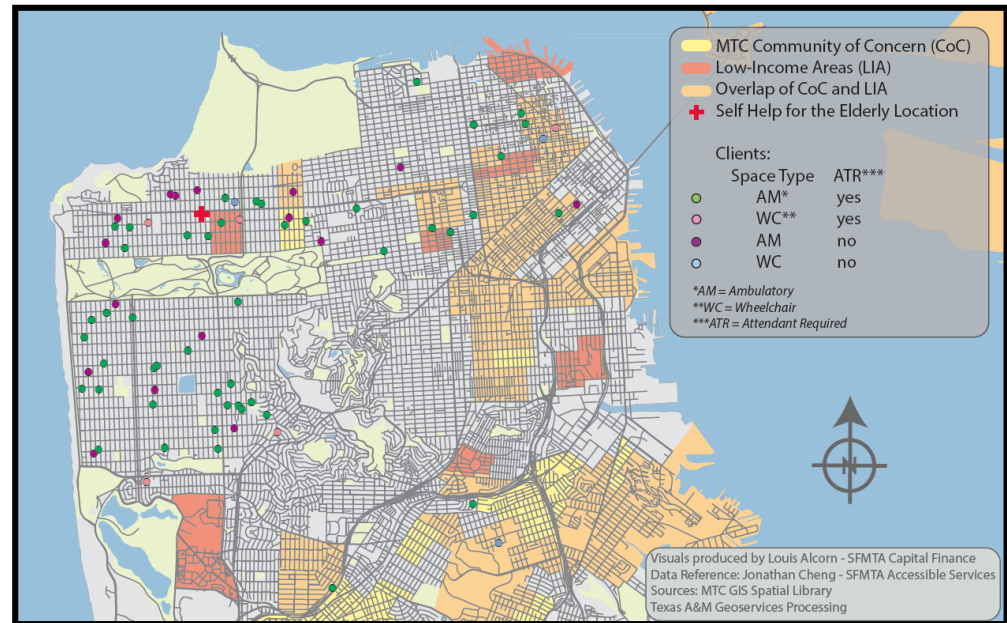 MTC Community of Concern (CoC)
Low-Income Areas (LIA)
Overlap of CoC and LIA
Self Help for the Elderly Location
Clients:
Space Type ATR***
AM* yes
WC** yes
AM no
WC no
*AM = Ambulatory
**WC = Wheelchair
***ATR = Attendant Required
N
Visuals produced by Louis Alcorn - SFMTA Capital Finance
Data Reference: Jonathan Cheng - SFMTA Accessible Services
Sources: MTC GIS Spatial Library
Texas A&M Geoservices Processing